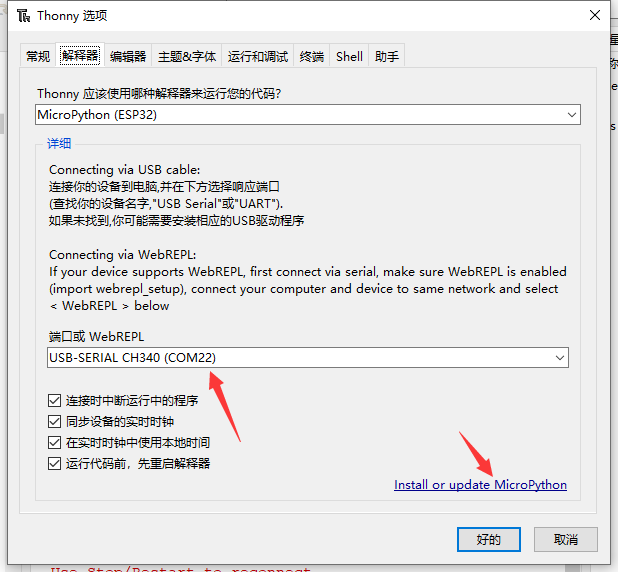 Thonny 选项
常规 解释器 编辑器 主题&字体 运行和调试 终端 Shell 助手
Thonny 应该使用哪种解释器来运行您的代码?
MicroPython (ESP32)
详细
Connecting via USB cable:
连接你的设备到电脑,并在下方选择响应端口
(查找你的设备名字,"USB Serial"或"UART").
如果未找到,你可能需要安装相应的USB驱动程序
Connecting via WebREPL:
If your device supports WebREPL, first connect via serial, make sure WebREPL is enabled
(import webrepl_setup), connect your computer and device to same network and select
< WebREPL > below
端口或 WebREPL
USB-SERIAL CH340 (COM22)
连接时中断运行中的程序
同步设备的实时时钟
在实时时钟中使用本地时间
运行代码前，先重启解释器
Install or update MicroPython
好的 取消